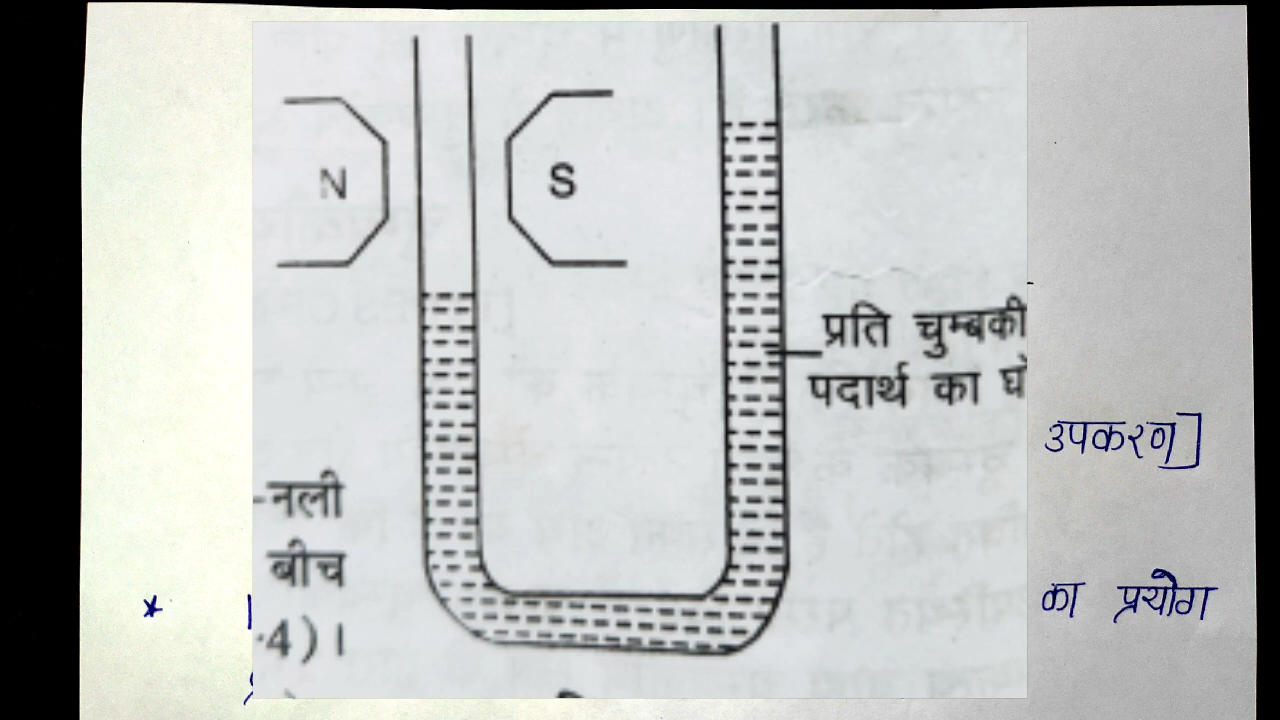 N
S
प्रति चुम्बकी
पदार्थ का
उपकरण]
-नली
बीच
* का प्रयोग
.4)।